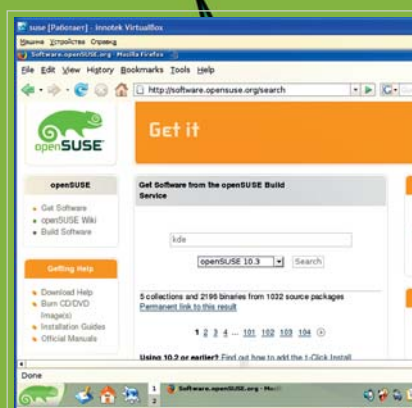 suse [Работает] - innotek VirtualBox
Машина Устройства Справка
Software.openSUSE.org - Mozilla Firefox
File Edit View History Bookmarks Tools Help
http://software.opensuse.org/search
openSUSE
Get it
openSUSE
Get Software
openSUSE Wiki
Build Software
Getting Help
Download Help
Burn CD/DVD
Image(s)
Installation Guides
Official Manuals
Get Software from the openSUSE Build
Service
kde
openSUSE 10.3 Search
5 collections and 2196 binaries from 1032 source packages
Permanent link to this result
1 2 3 4 ... 101 102 103 104
Using 10.2 or earlier? Find out how to add the 1-Click Install
Done
1
2
Software.openSUSE.org - Mozil